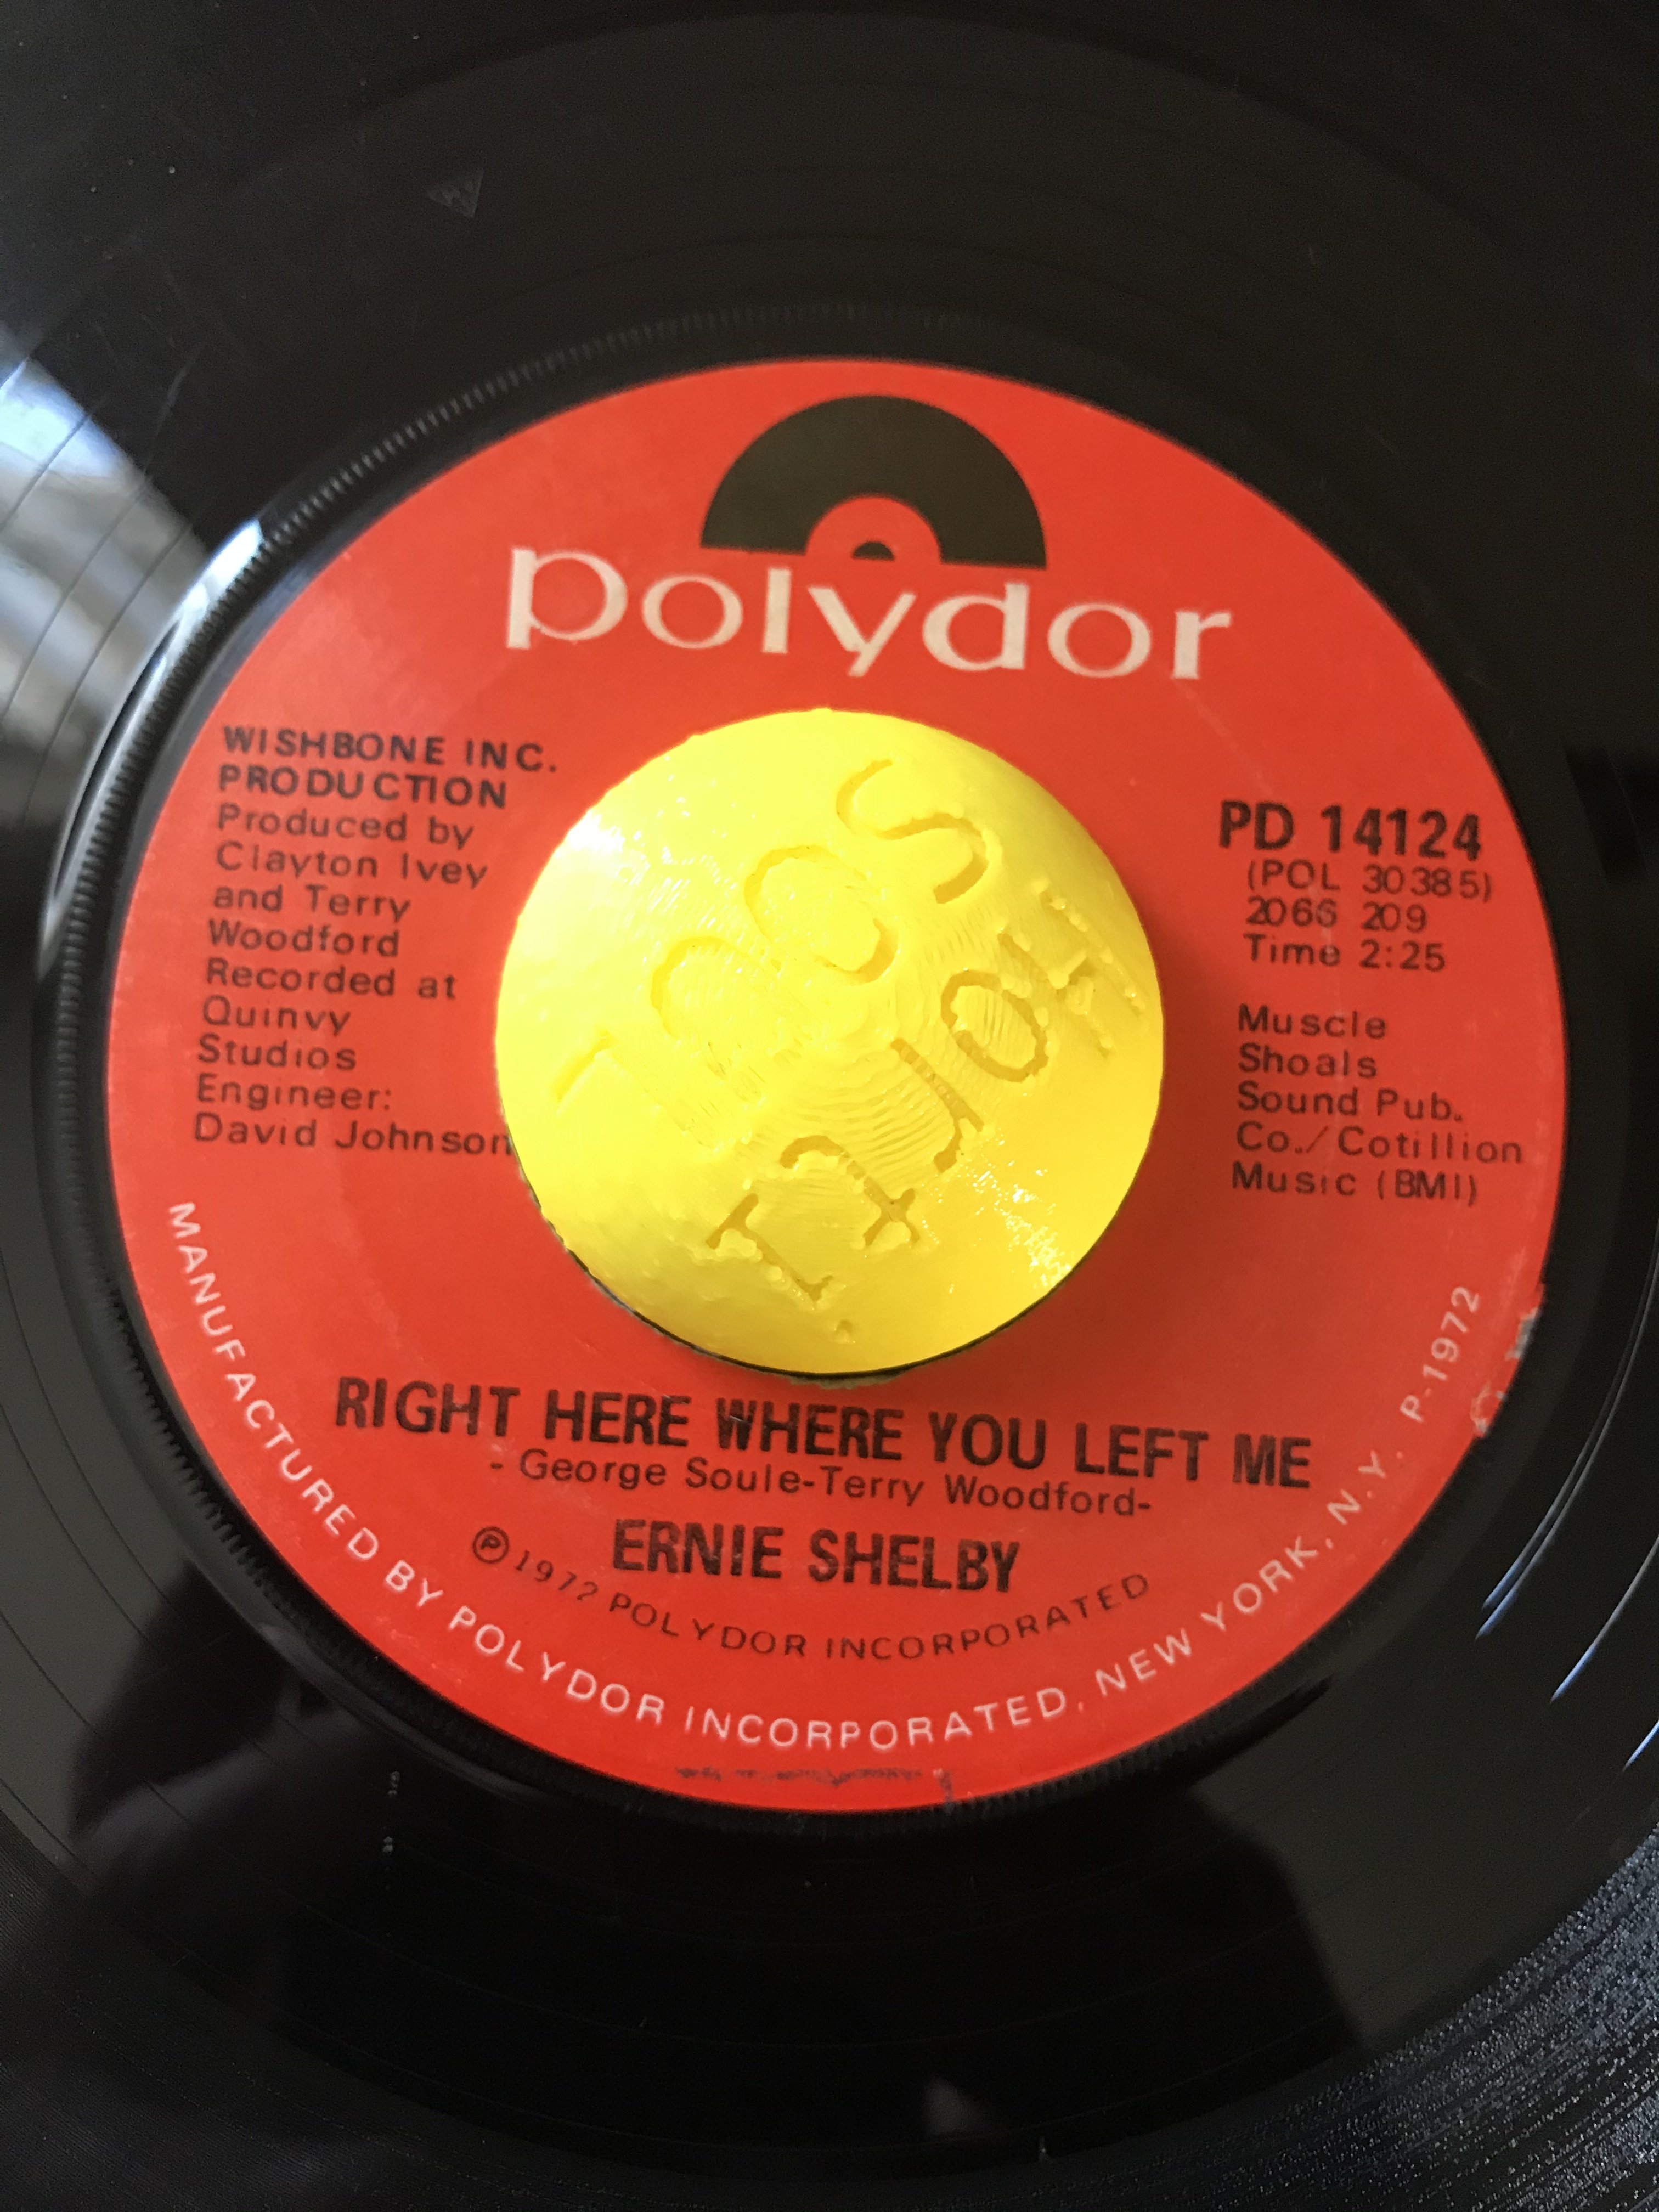 polydor
WISHBONE INC.
PRODUCTION
Produced by
Clayton Ivey
and Terry
Woodford
Recorded at
Quinvy
Studios
Engineer:
David Johnson
PD 14124
(POL 30385)
2066 209
Time 2:25
Muscle
Shoals
Sound Pub.
Co./Cotillion
Music (BMI)
RIGHT HERE WHERE YOU LEFT ME
- George Soule-Terry Woodford-
ERNIE SHELBY
℗ 1972 POLYDOR INCORPORATED
MANUFACTURED BY POLYDOR INCORPORATED, NEW YORK, N.Y. P-1972